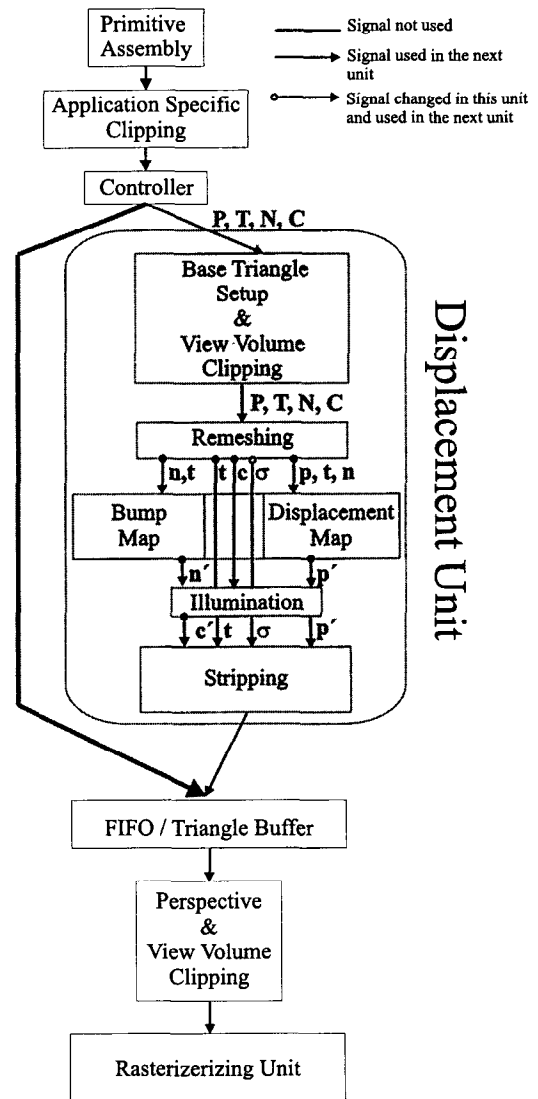 Primitive
Assembly
Signal not used
Signal used in the next
unit
Signal changed in this unit
and used in the next unit
Application Specific
Clipping
Controller
P, T, N, C
Base Triangle
Setup
&
View Volume
Clipping
P, T, N, C
Remeshing
n,t
t
c
σ
p, t, n
Bump
Map
Displacement
Map
n´
p´
Illumination
c´
t
σ
p´
Stripping
Displacement Unit
FIFO / Triangle Buffer
Perspective
&
View Volume
Clipping
Rasterizerizing Unit